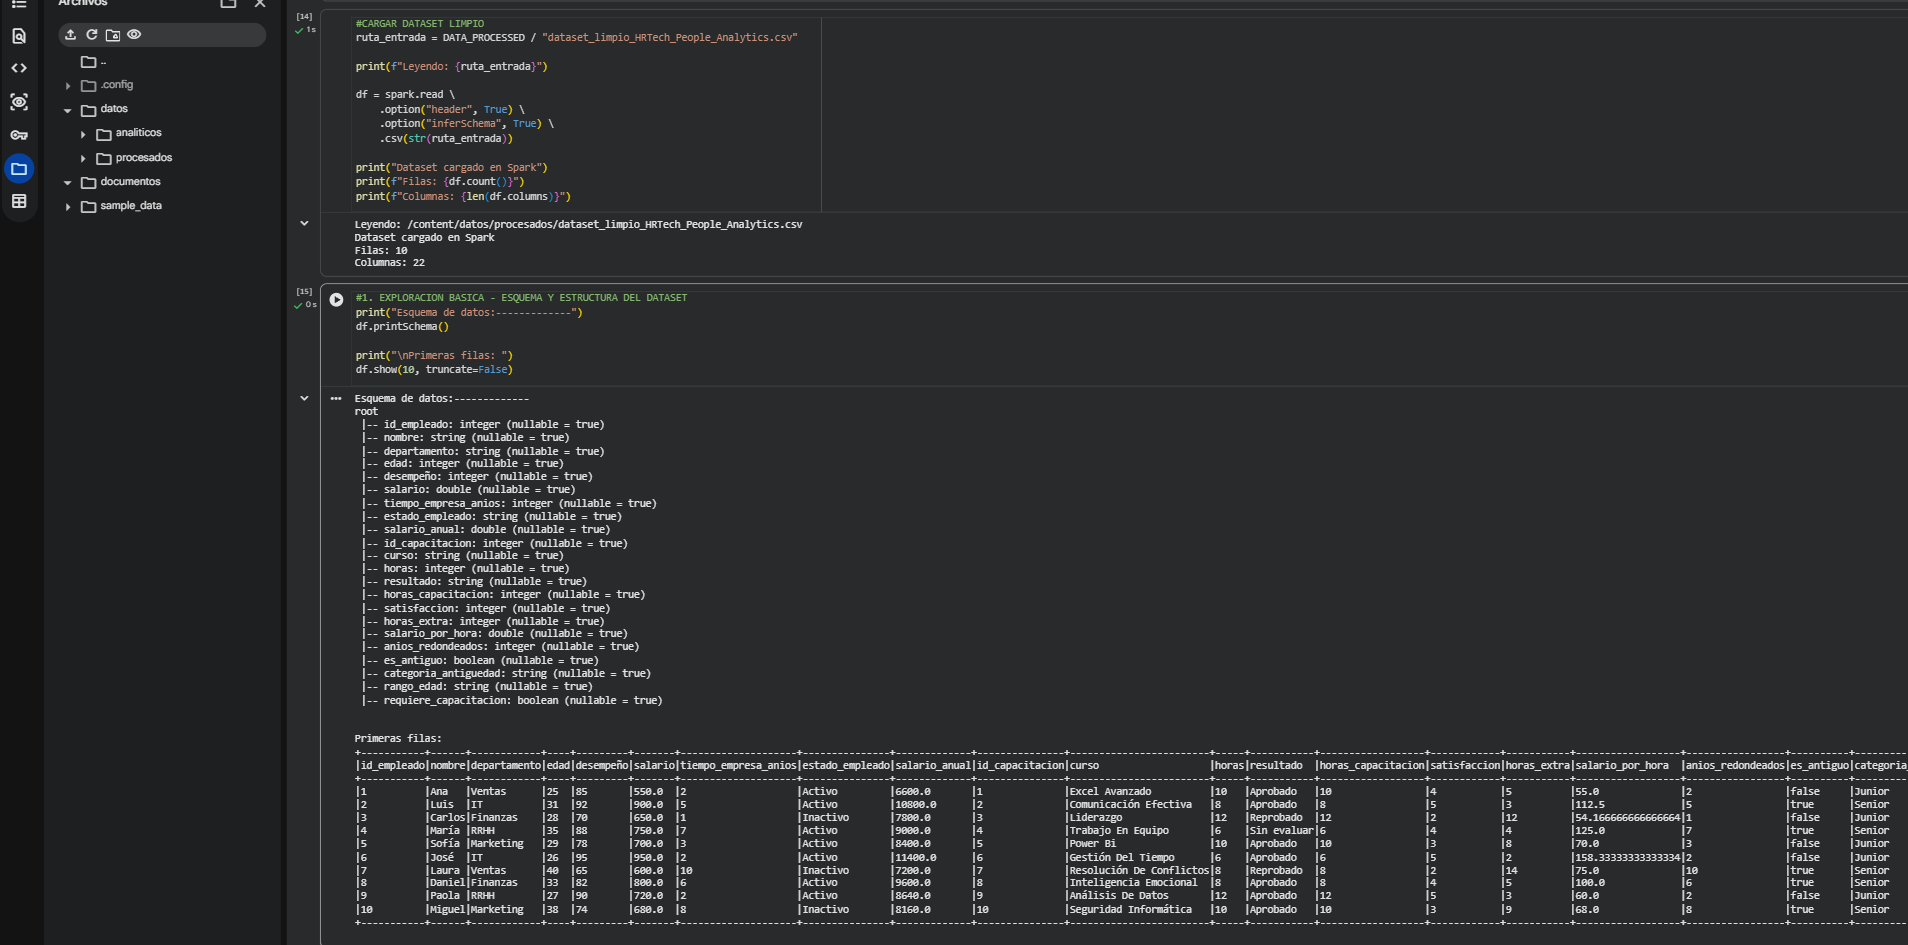 Archivos
..
.config
datos
analiticos
procesados
documentos
sample_data
[14]
1s
#CARGAR DATASET LIMPIO
ruta_entrada = DATA_PROCESSED / "dataset_limpio_HRTech_People_Analytics.csv"
print(f"Leyendo: {ruta_entrada}")
df = spark.read \
.option("header", True) \
.option("inferSchema", True) \
.csv(str(ruta_entrada))
print("Dataset cargado en Spark")
print(f"Filas: {df.count()}")
print(f"Columnas: {len(df.columns)}")
Leyendo: /content/datos/procesados/dataset_limpio_HRTech_People_Analytics.csv
Dataset cargado en Spark
Filas: 10
Columnas: 22
[15]
0s
#1. EXPLORACION BASICA - ESQUEMA Y ESTRUCTURA DEL DATASET
print("Esquema de datos:-------------")
df.printSchema()
print("\nPrimeras filas: ")
df.show(10, truncate=False)
Esquema de datos:-------------
root
|-- id_empleado: integer (nullable = true)
|-- nombre: string (nullable = true)
|-- departamento: string (nullable = true)
|-- edad: integer (nullable = true)
|-- desempeño: integer (nullable = true)
|-- salario: double (nullable = true)
|-- tiempo_empresa_anios: integer (nullable = true)
|-- estado_empleado: string (nullable = true)
|-- salario_anual: double (nullable = true)
|-- id_capacitacion: integer (nullable = true)
|-- curso: string (nullable = true)
|-- horas: integer (nullable = true)
|-- resultado: string (nullable = true)
|-- horas_capacitacion: integer (nullable = true)
|-- satisfaccion: integer (nullable = true)
|-- horas_extra: integer (nullable = true)
|-- salario_por_hora: double (nullable = true)
|-- anios_redondeados: integer (nullable = true)
|-- es_antiguo: boolean (nullable = true)
|-- categoria_antiguedad: string (nullable = true)
|-- rango_edad: string (nullable = true)
|-- requiere_capacitacion: boolean (nullable = true)
Primeras filas:
+-----------+------+------------+----+---------+-------+--------------------+---------------+-------------+---------------+------------------------+-----+-----------+------------------+------------+-----------+------------------+-----------------+----------+---------
|id_empleado|nombre|departamento|edad|desempeño|salario|tiempo_empresa_anios|estado_empleado|salario_anual|id_capacitacion|curso |horas|resultado |horas_capacitacion|satisfaccion|horas_extra|salario_por_hora |anios_redondeados|es_antiguo|categoria_
+-----------+------+------------+----+---------+-------+--------------------+---------------+-------------+---------------+------------------------+-----+-----------+------------------+------------+-----------+------------------+-----------------+----------+---------
|1 |Ana |Ventas |25 |85 |550.0 |2 |Activo |6600.0 |1 |Excel Avanzado |10 |Aprobado |10 |4 |5 |55.0 |2 |false |Junior
|2 |Luis |IT |31 |92 |900.0 |5 |Activo |10800.0 |2 |Comunicación Efectiva |8 |Aprobado |8 |5 |3 |112.5 |5 |true |Senior
|3 |Carlos|Finanzas |28 |70 |650.0 |1 |Inactivo |7800.0 |3 |Liderazgo |12 |Reprobado |12 |2 |12 |54.166666666666664|1 |false |Junior
|4 |María |RRHH |35 |88 |750.0 |7 |Activo |9000.0 |4 |Trabajo En Equipo |6 |Sin evaluar|6 |4 |4 |125.0 |7 |true |Senior
|5 |Sofía |Marketing |29 |78 |700.0 |3 |Activo |8400.0 |5 |Power Bi |10 |Aprobado |10 |3 |8 |70.0 |3 |false |Junior
|6 |José |IT |26 |95 |950.0 |2 |Activo |11400.0 |6 |Gestión Del Tiempo |6 |Aprobado |6 |5 |2 |158.33333333333334|2 |false |Junior
|7 |Laura |Ventas |40 |65 |600.0 |10 |Inactivo |7200.0 |7 |Resolución De Conflictos|8 |Reprobado |8 |2 |14 |75.0 |10 |true |Senior
|8 |Daniel|Finanzas |33 |82 |800.0 |6 |Activo |9600.0 |8 |Inteligencia Emocional |8 |Aprobado |8 |4 |5 |100.0 |6 |true |Senior
|9 |Paola |RRHH |27 |90 |720.0 |2 |Activo |8640.0 |9 |Análisis De Datos |12 |Aprobado |12 |5 |3 |60.0 |2 |false |Junior
|10 |Miguel|Marketing |38 |74 |680.0 |8 |Inactivo |8160.0 |10 |Seguridad Informática |10 |Aprobado |10 |3 |9 |68.0 |8 |true |Senior
+-----------+------+------------+----+---------+-------+--------------------+---------------+-------------+---------------+------------------------+-----+-----------+------------------+------------+-----------+------------------+-----------------+----------+---------